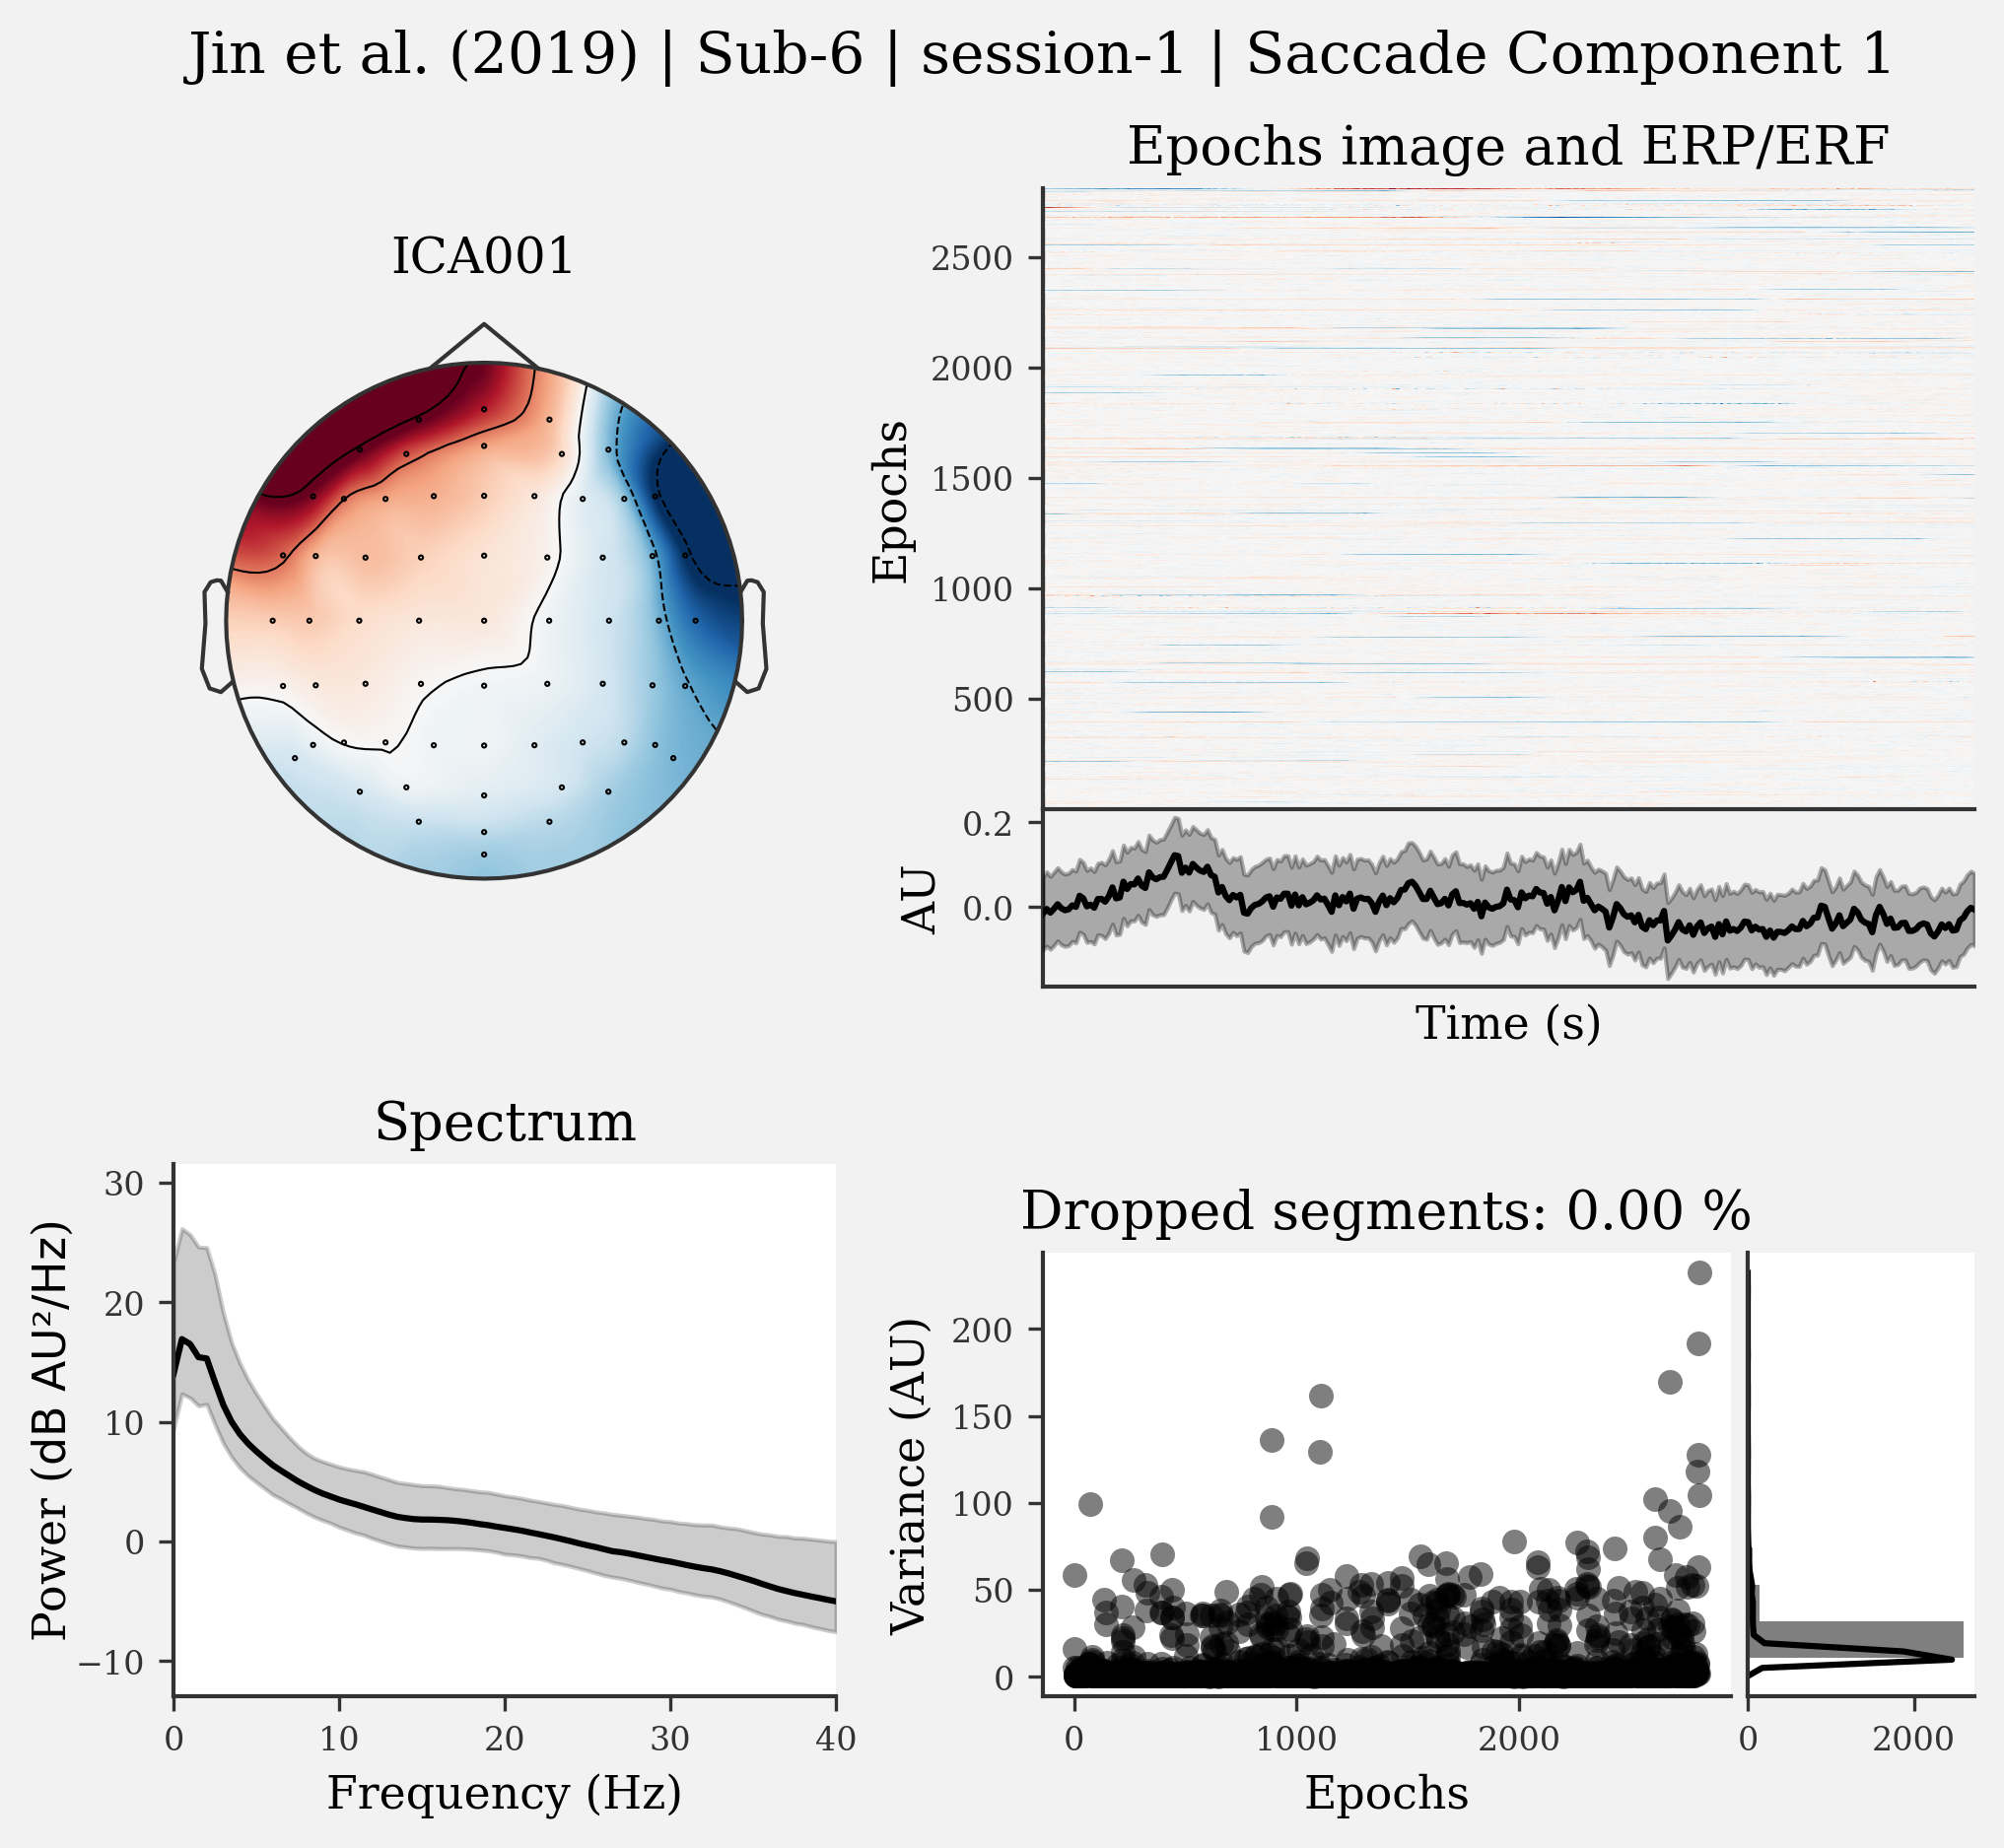 Jin et al. (2019) | Sub-6 | session-1 | Saccade Component 1
ICA001
Epochs image and ERP/ERF
Epochs
2500
2000
1500
1000
500
AU
0.2
0.0
Time (s)
Spectrum
Power (dB AU²/Hz)
30
20
10
0
−10
0 10 20 30 40
Frequency (Hz)
Dropped segments: 0.00 %
Variance (AU)
200
150
100
50
0
0 1000 2000
0 2000
Epochs